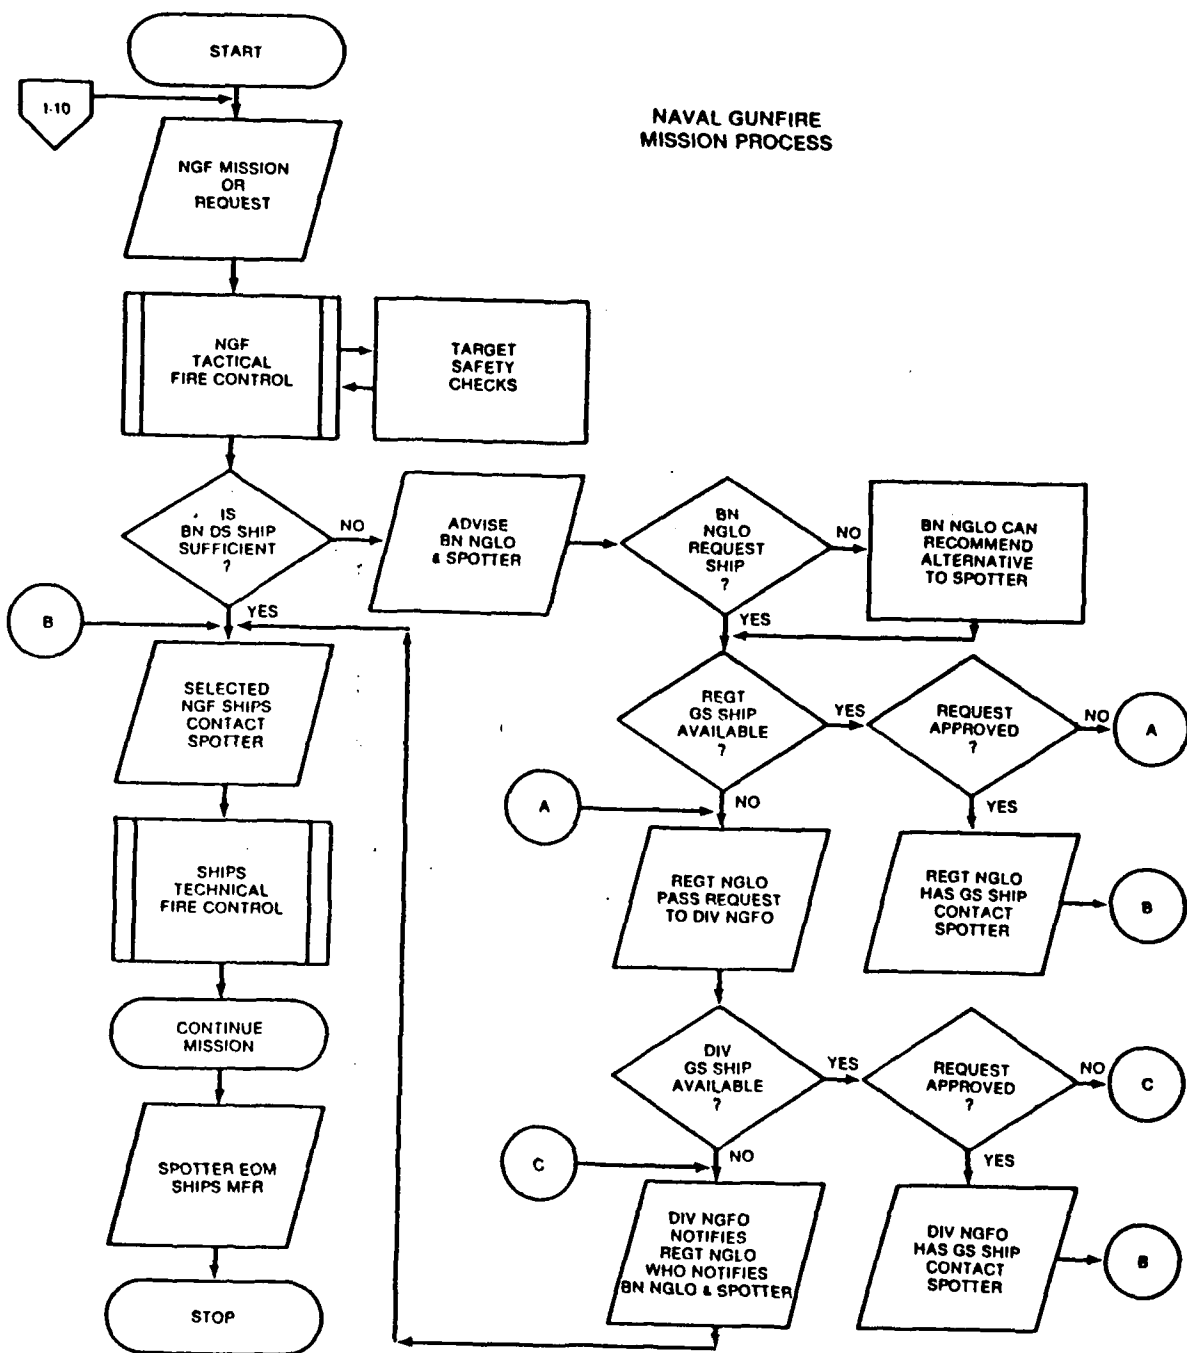 START
1-10
NAVAL GUNFIRE
MISSION PROCESS
NGF MISSION
OR
REQUEST
NGF
TACTICAL
FIRE CONTROL
TARGET
SAFETY
CHECKS
IS
BN DS SHIP
SUFFICIENT
?
NO
YES
ADVISE
BN NGLO
& SPOTTER
BN
NGLO
REQUEST
SHIP
?
NO
YES
BN NGLO CAN
RECOMMEND
ALTERNATIVE
TO SPOTTER
B
SELECTED
NGF SHIPS
CONTACT
SPOTTER
REGT
GS SHIP
AVAILABLE
?
YES
NO
REQUEST
APPROVED
?
NO
YES
A
A
SHIPS
TECHNICAL
FIRE CONTROL
REGT NGLO
PASS REQUEST
TO DIV NGFO
REGT NGLO
HAS GS SHIP
CONTACT
SPOTTER
B
CONTINUE
MISSION
DIV
GS SHIP
AVAILABLE
?
YES
NO
REQUEST
APPROVED
?
NO
YES
C
C
SPOTTER EOM
SHIPS MFR
DIV NGFO
NOTIFIES
REGT NGLO
WHO NOTIFIES
BN NGLO & SPOTTER
DIV NGFO
HAS GS SHIP
CONTACT
SPOTTER
B
STOP